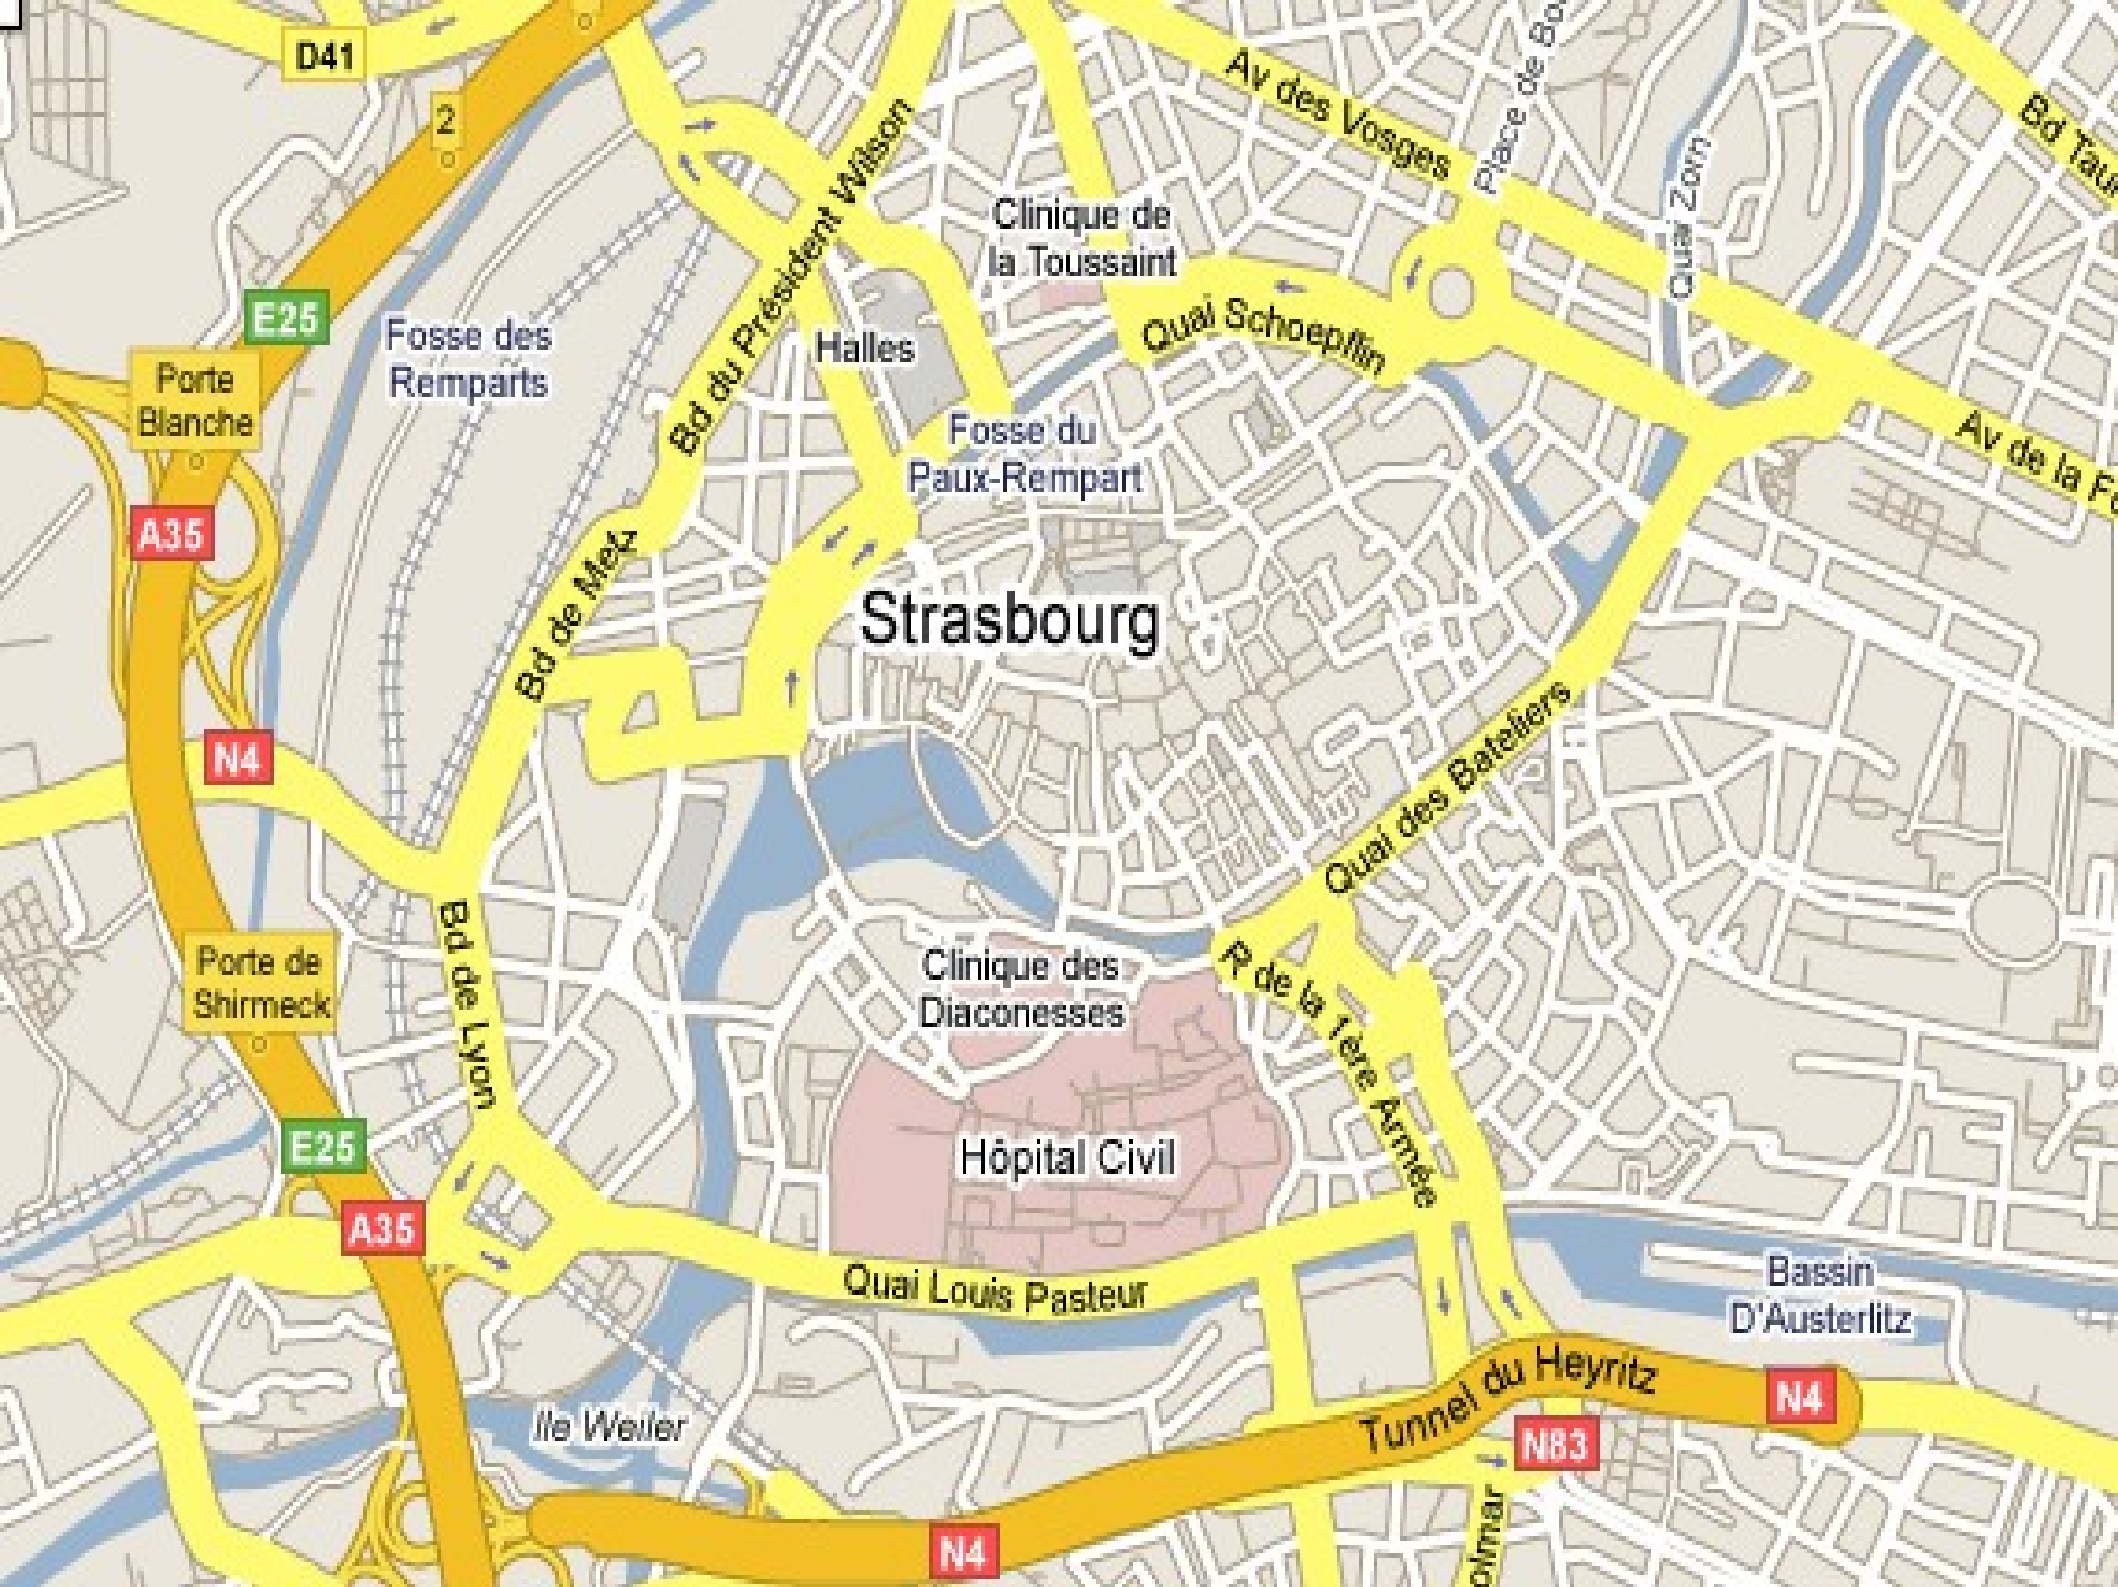 D41
2
Av des Vosges
Place de Bo
Bd Taul
Quai Zorn
Bd du Président Wilson
Clinique de
la Toussaint
E25
Fosse des
Remparts
Quai Schoepflin
Halles
Porte
Blanche
Fosse du
Paux-Rempart
Av de la Fo
A35
Bd de Metz
Strasbourg
N4
Quai des Bateliers
Bd de Lyon
Porte de
Shirmeck
Clinique des
Diaconesses
R de la 1ère Armée
E25
Hôpital Civil
A35
Quai Louis Pasteur
Bassin
D'Austerlitz
Tunnel du Heyritz
N4
Ile Weiler
N83
N4
olmar